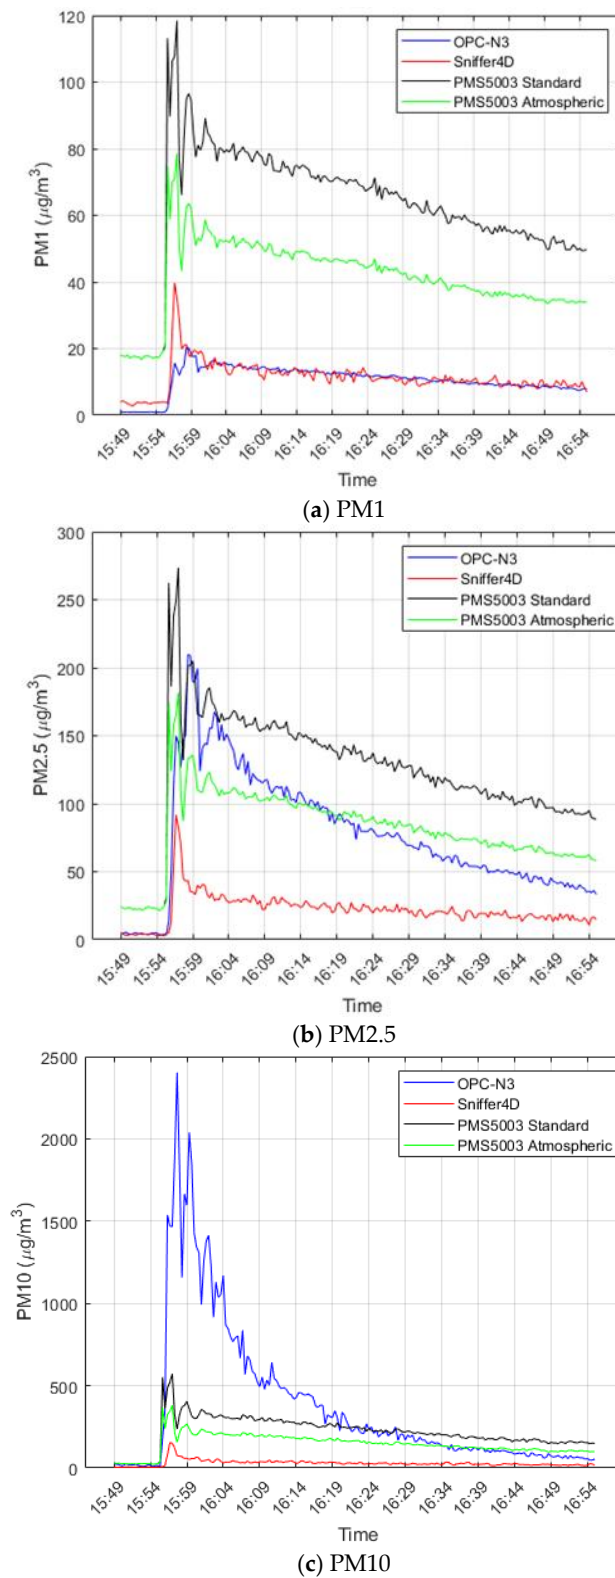 120
100
80
60
40
20
0
PM1 (μg/m³)
OPC-N3
Sniffer4D
PMS5003 Standard
PMS5003 Atmospheric
15:49
15:54
15:59
16:04
16:09
16:14
16:19
16:24
16:29
16:34
16:39
16:44
16:49
16:54
Time
(a) PM1
300
250
200
150
100
50
0
PM2.5 (μg/m³)
OPC-N3
Sniffer4D
PMS5003 Standard
PMS5003 Atmospheric
15:49
15:54
15:59
16:04
16:09
16:14
16:19
16:24
16:29
16:34
16:39
16:44
16:49
16:54
Time
(b) PM2.5
2500
2000
1500
1000
500
0
PM10 (μg/m³)
OPC-N3
Sniffer4D
PMS5003 Standard
PMS5003 Atmospheric
15:49
15:54
15:59
16:04
16:09
16:14
16:19
16:24
16:29
16:34
16:39
16:44
16:49
16:54
Time
(c) PM10